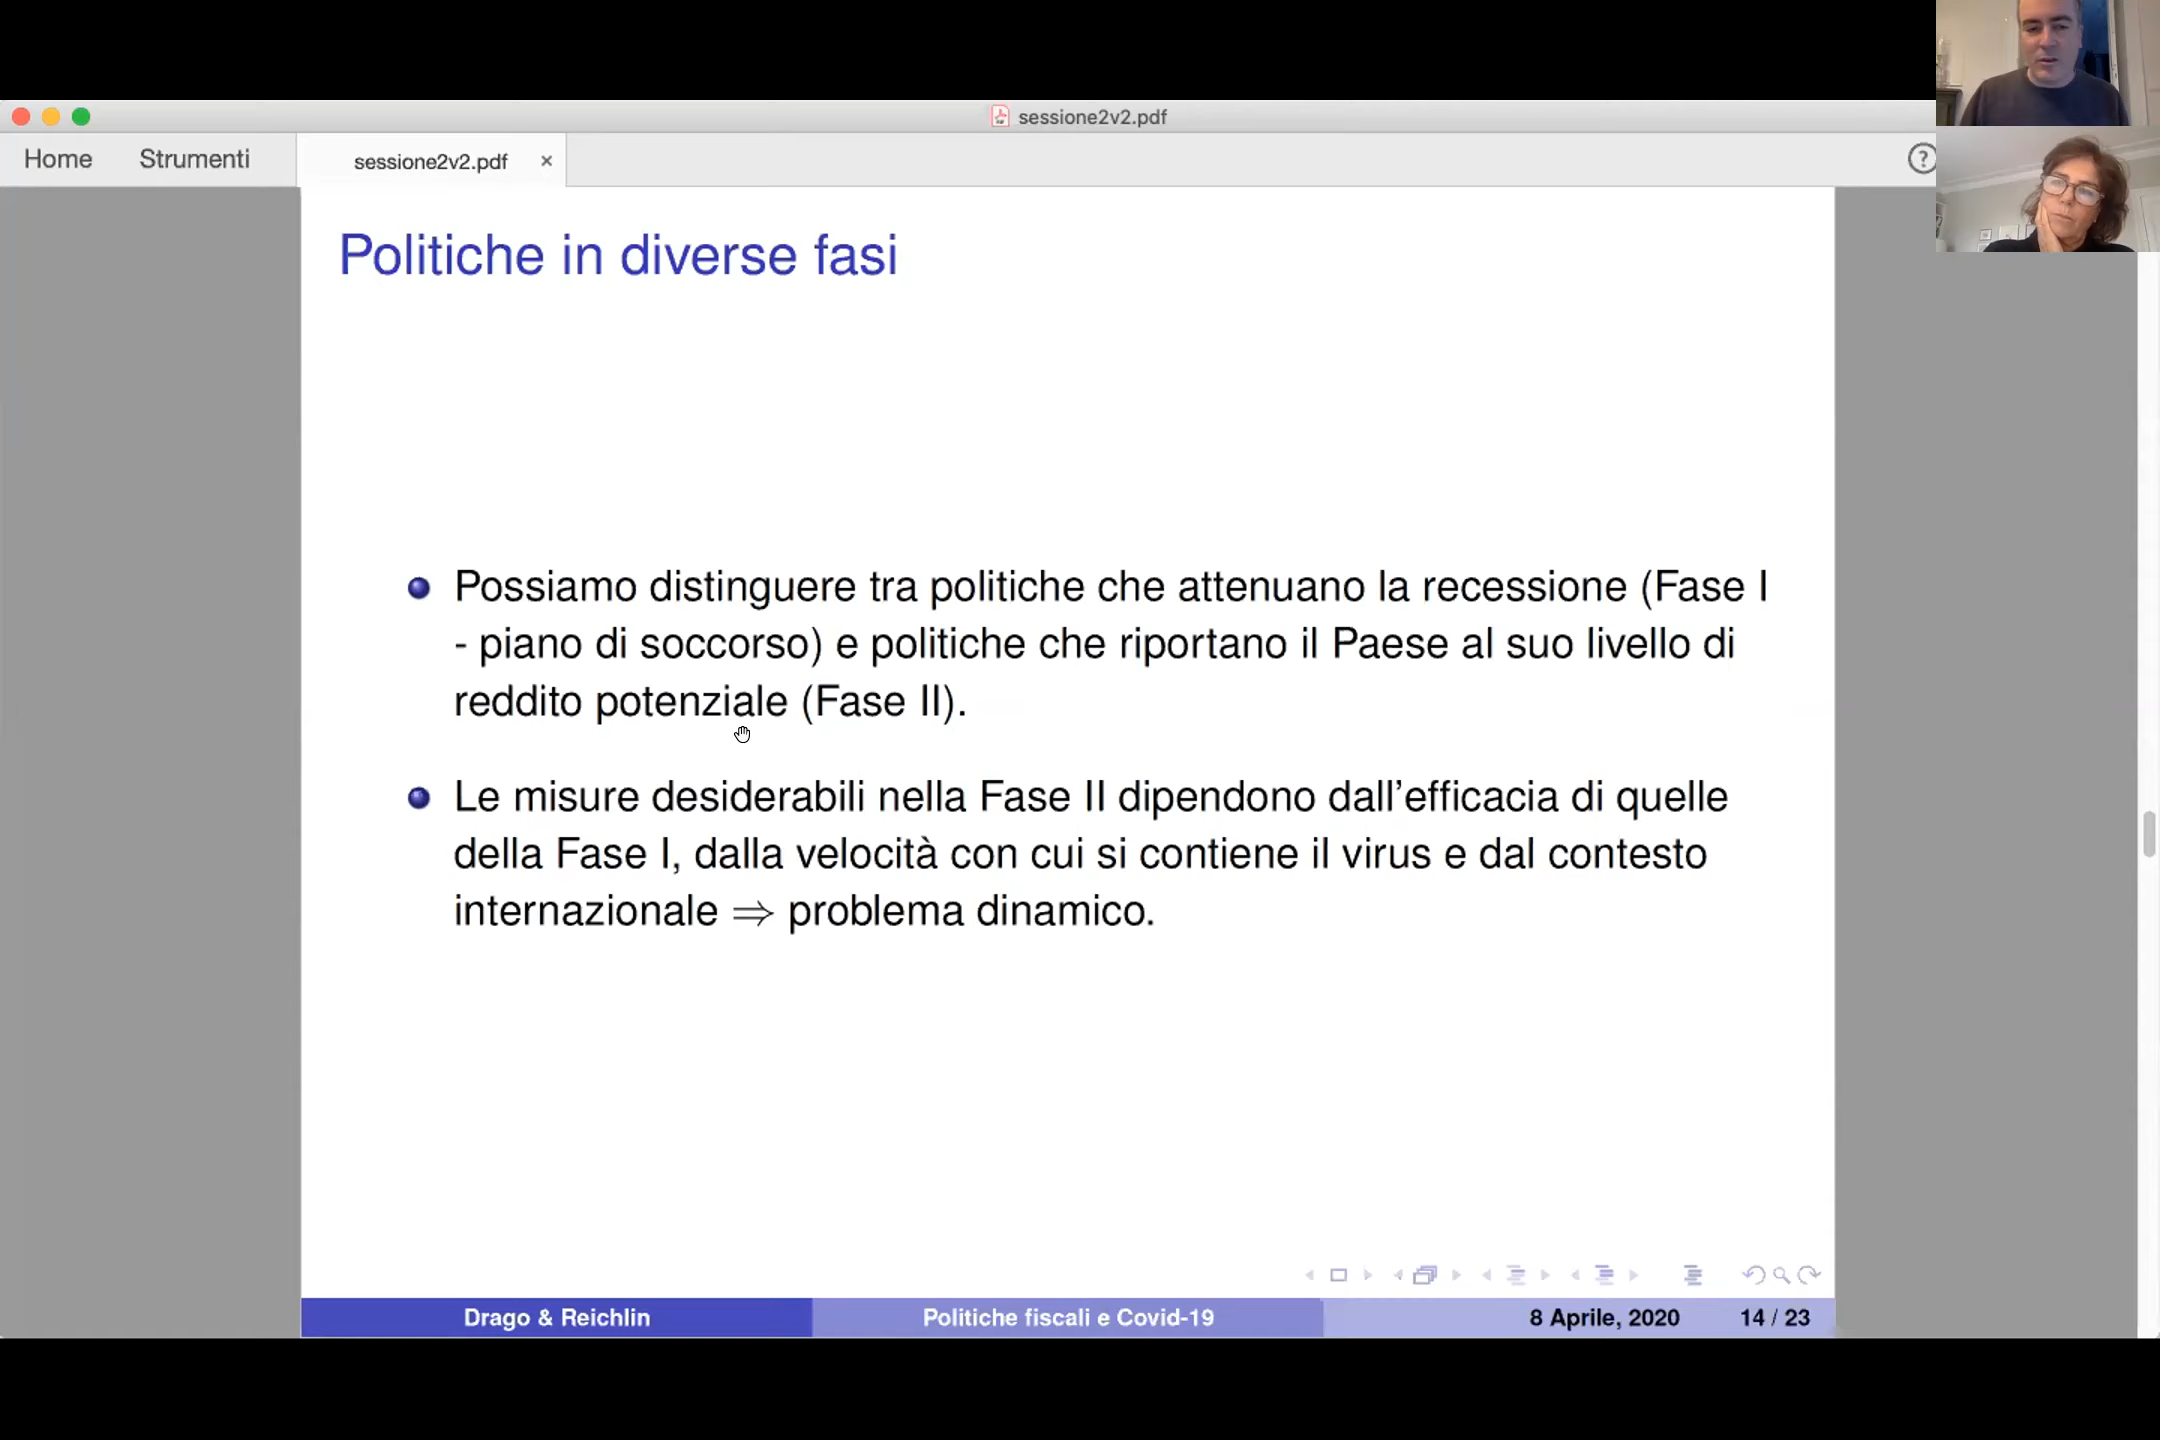 sessione2v2.pdf
Home Strumenti sessione2v2.pdf × ?
Politiche in diverse fasi
Possiamo distinguere tra politiche che attenuano la recessione (Fase I
- piano di soccorso) e politiche che riportano il Paese al suo livello di
reddito potenziale (Fase II).
Le misure desiderabili nella Fase II dipendono dall'efficacia di quelle
della Fase I, dalla velocità con cui si contiene il virus e dal contesto
internazionale ⇒ problema dinamico.
Drago & Reichlin Politiche fiscali e Covid-19 8 Aprile, 2020 14 / 23